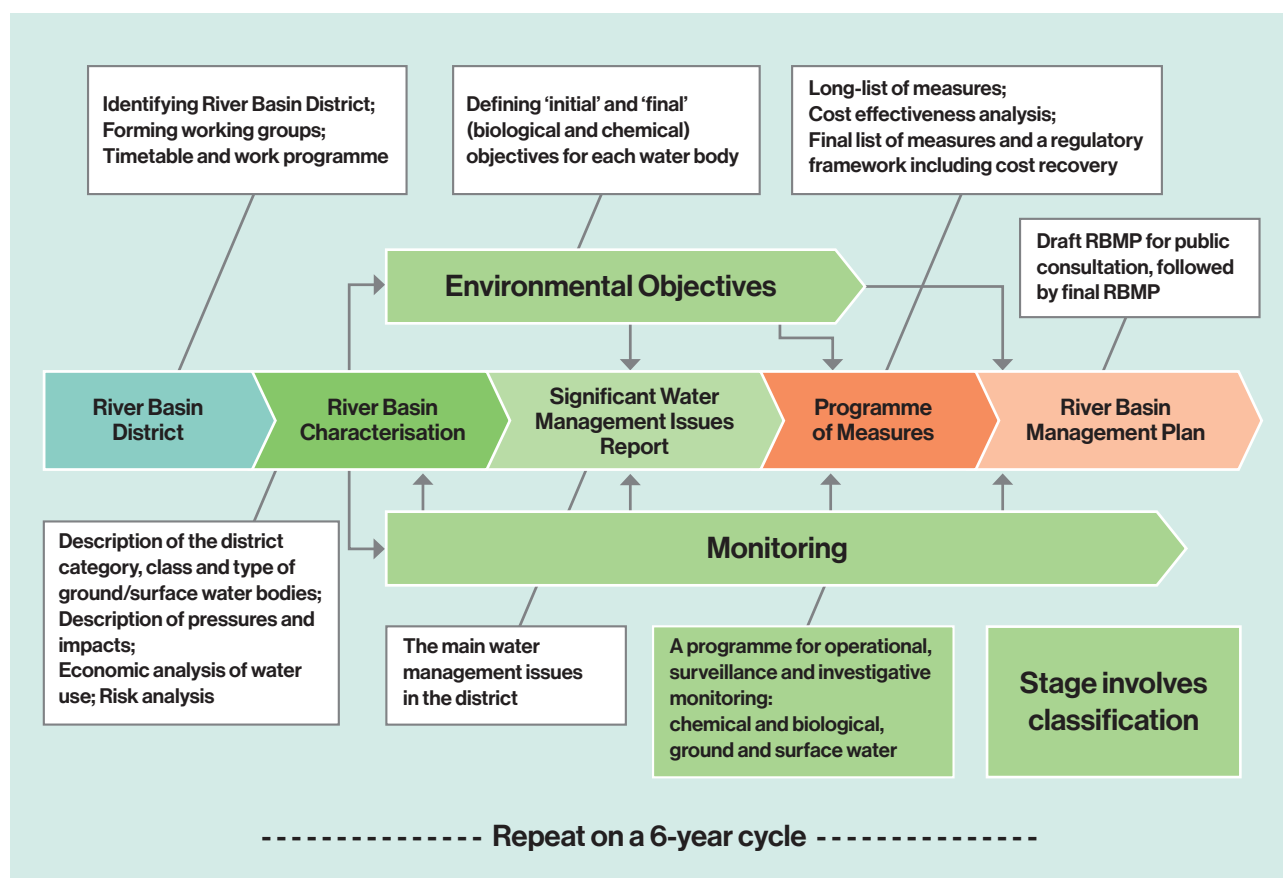 Identifying River Basin District;
Forming working groups;
Timetable and work programme
Defining ‘initial’ and ‘final’
(biological and chemical)
objectives for each water body
Long-list of measures;
Cost effectiveness analysis;
Final list of measures and a regulatory
framework including cost recovery
Draft RBMP for public
consultation, followed
by final RBMP
Environmental Objectives
River Basin
District
River Basin
Characterisation
Significant Water
Management Issues
Report
Programme
of Measures
River Basin
Management Plan
Monitoring
Description of the district
category, class and type of
ground/surface water bodies;
Description of pressures and
impacts;
Economic analysis of water
use; Risk analysis
The main water
management issues
in the district
A programme for operational,
surveillance and investigative
monitoring:
chemical and biological,
ground and surface water
Stage involves
classification
Repeat on a 6-year cycle